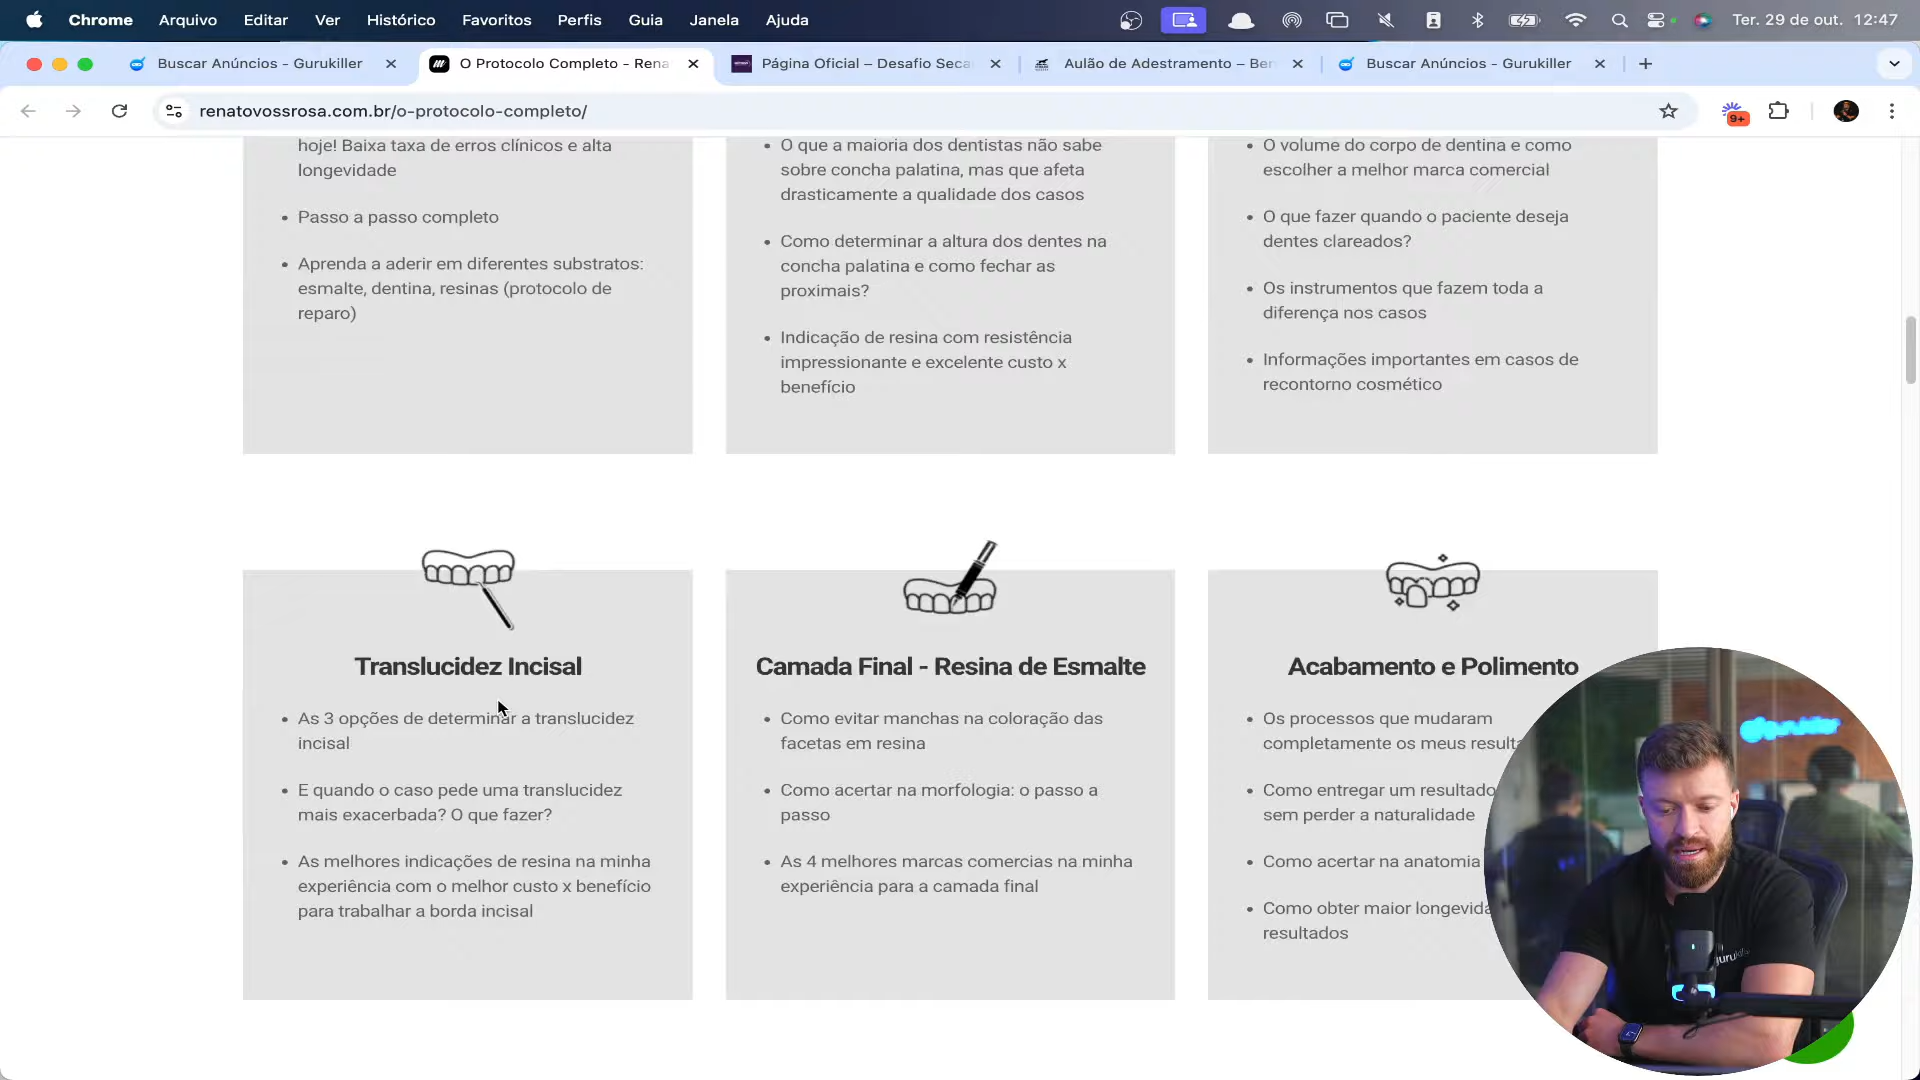 Chrome Arquivo Editar Ver Histórico Favoritos Perfis Guia Janela Ajuda Ter. 29 de out. 12:47
Buscar Anúncios - Gurukiller O Protocolo Completo - Rena Página Oficial – Desafio Seca Aulão de Adestramento – Be Buscar Anúncios - Gurukiller
renatovossrosa.com.br/o-protocolo-completo/ 9+
hoje! Baixa taxa de erros clínicos e alta
longevidade
• Passo a passo completo
• Aprenda a aderir em diferentes substratos:
esmalte, dentina, resinas (protocolo de
reparo)
• O que a maioria dos dentistas não sabe
sobre concha palatina, mas que afeta
drasticamente a qualidade dos casos
• Como determinar a altura dos dentes na
concha palatina e como fechar as
proximais?
• Indicação de resina com resistência
impressionante e excelente custo x
benefício
• O volume do corpo de dentina e como
escolher a melhor marca comercial
• O que fazer quando o paciente deseja
dentes clareados?
• Os instrumentos que fazem toda a
diferença nos casos
• Informações importantes em casos de
recontorno cosmético
Translucidez Incisal
• As 3 opções de determinar a translucidez
incisal
• E quando o caso pede uma translucidez
mais exacerbada? O que fazer?
• As melhores indicações de resina na minha
experiência com o melhor custo x benefício
para trabalhar a borda incisal
Camada Final - Resina de Esmalte
• Como evitar manchas na coloração das
facetas em resina
• Como acertar na morfologia: o passo a
passo
• As 4 melhores marcas comercias na minha
experiência para a camada final
Acabamento e Polimento
• Os processos que mudaram
completamente os meus resulta
• Como entregar um resultado
sem perder a naturalidade
• Como acertar na anatomia
• Como obter maior longevida
resultados